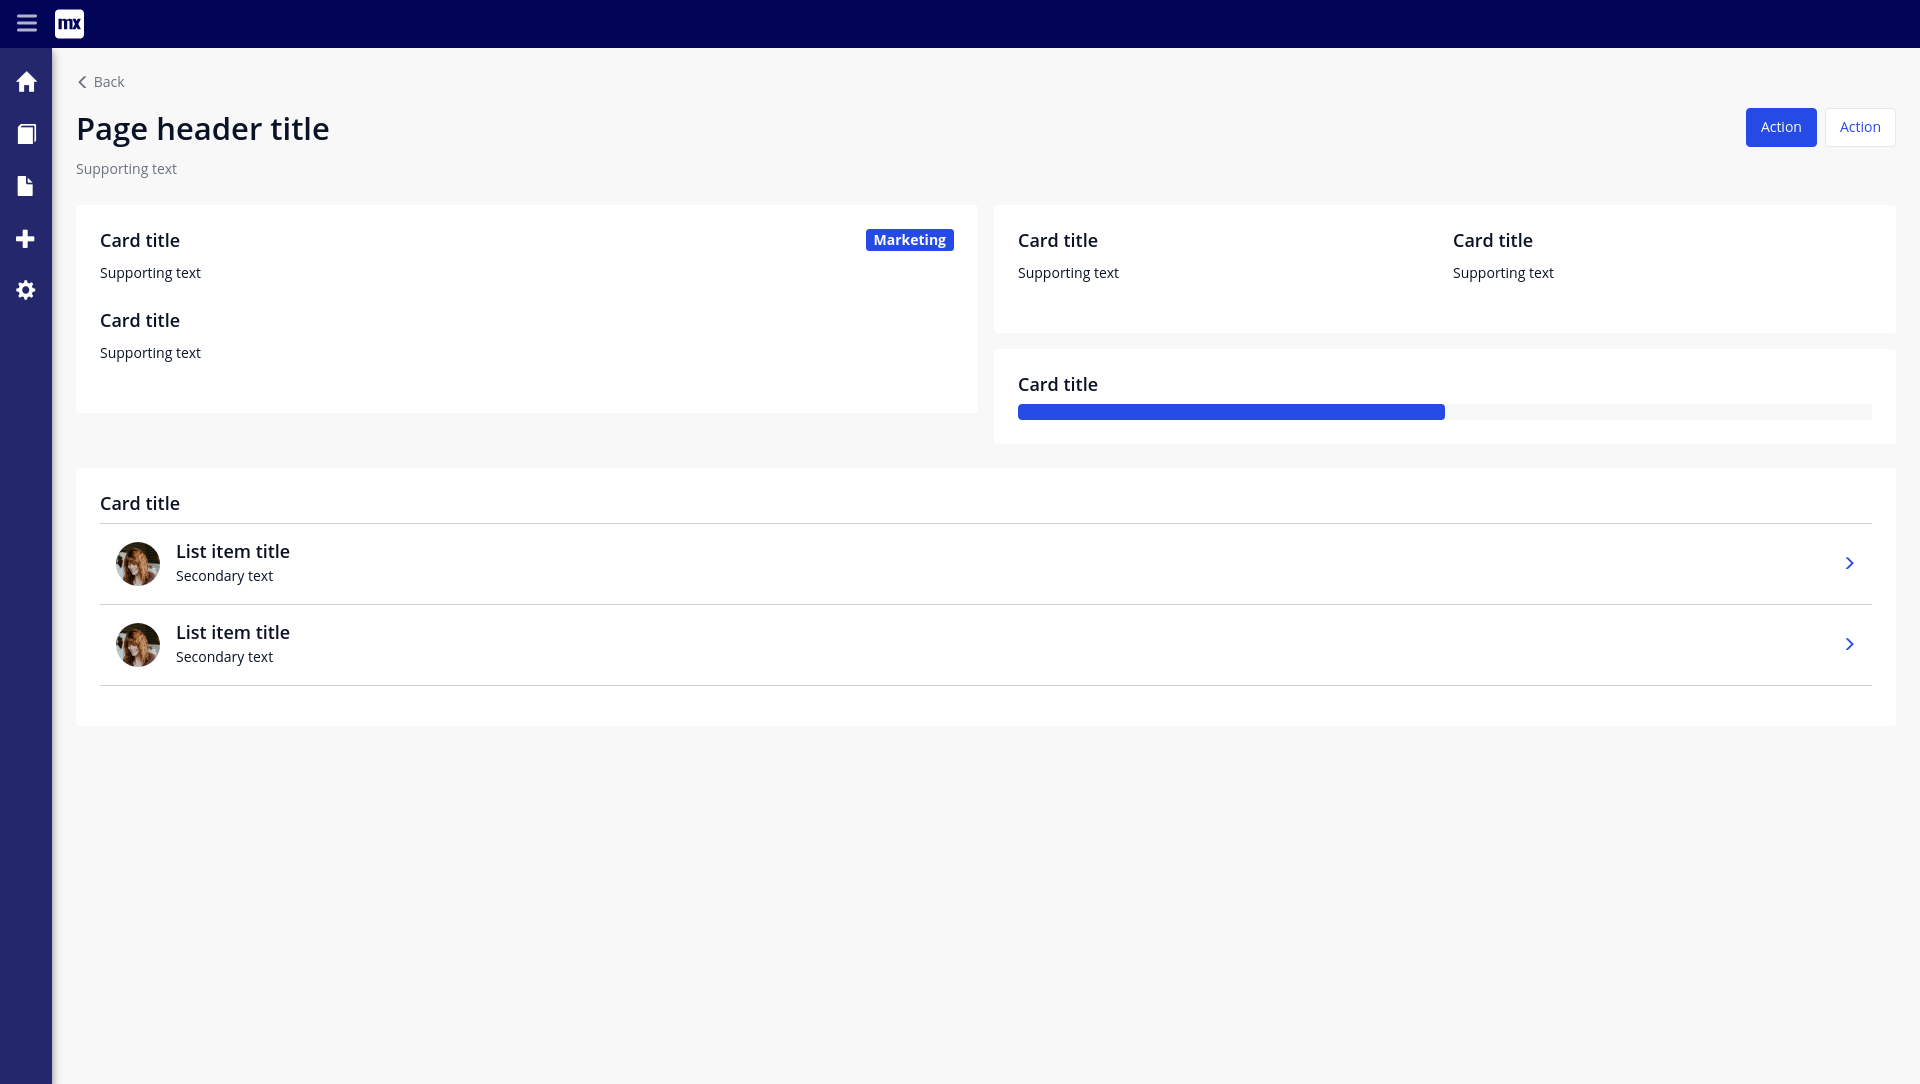 mx
Back
Page header title
Action
Action
Supporting text
Card title
Marketing
Supporting text
Card title
Supporting text
Card title
Supporting text
Card title
Supporting text
Card title
Card title
List item title
Secondary text
List item title
Secondary text